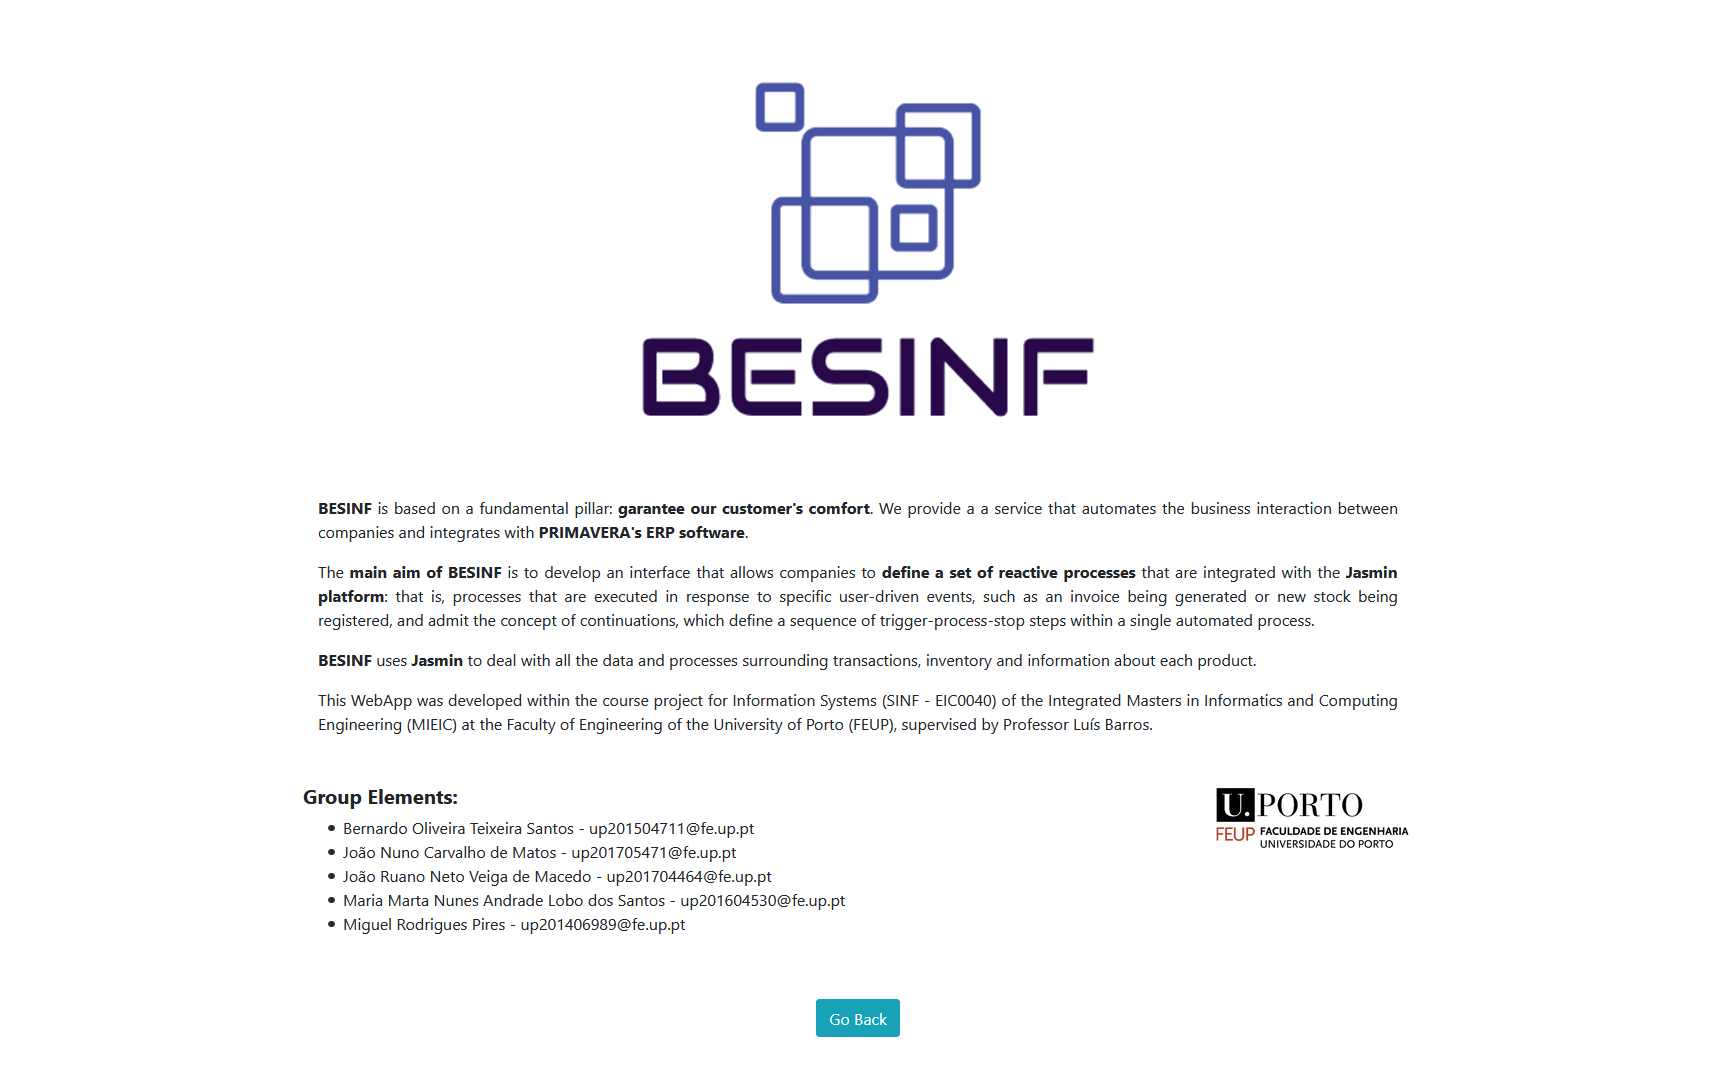 BESINF
BESINF is based on a fundamental pillar: garantee our customer's comfort. We provide a a service that automates the business interaction between
companies and integrates with PRIMAVERA's ERP software.
The main aim of BESINF is to develop an interface that allows companies to define a set of reactive processes that are integrated with the Jasmin
platform: that is, processes that are executed in response to specific user-driven events, such as an invoice being generated or new stock being
registered, and admit the concept of continuations, which define a sequence of trigger-process-stop steps within a single automated process.
BESINF uses Jasmin to deal with all the data and processes surrounding transactions, inventory and information about each product.
This WebApp was developed within the course project for Information Systems (SINF - EIC0040) of the Integrated Masters in Informatics and Computing
Engineering (MIEIC) at the Faculty of Engineering of the University of Porto (FEUP), supervised by Professor Luís Barros.
Group Elements:
• Bernardo Oliveira Teixeira Santos - up201504711@fe.up.pt
• João Nuno Carvalho de Matos - up201705471@fe.up.pt
• João Ruano Neto Veiga de Macedo - up201704464@fe.up.pt
• Maria Marta Nunes Andrade Lobo dos Santos - up201604530@fe.up.pt
• Miguel Rodrigues Pires - up201406989@fe.up.pt
U.PORTO
FEUP FACULDADE DE ENGENHARIA
UNIVERSIDADE DO PORTO
Go Back